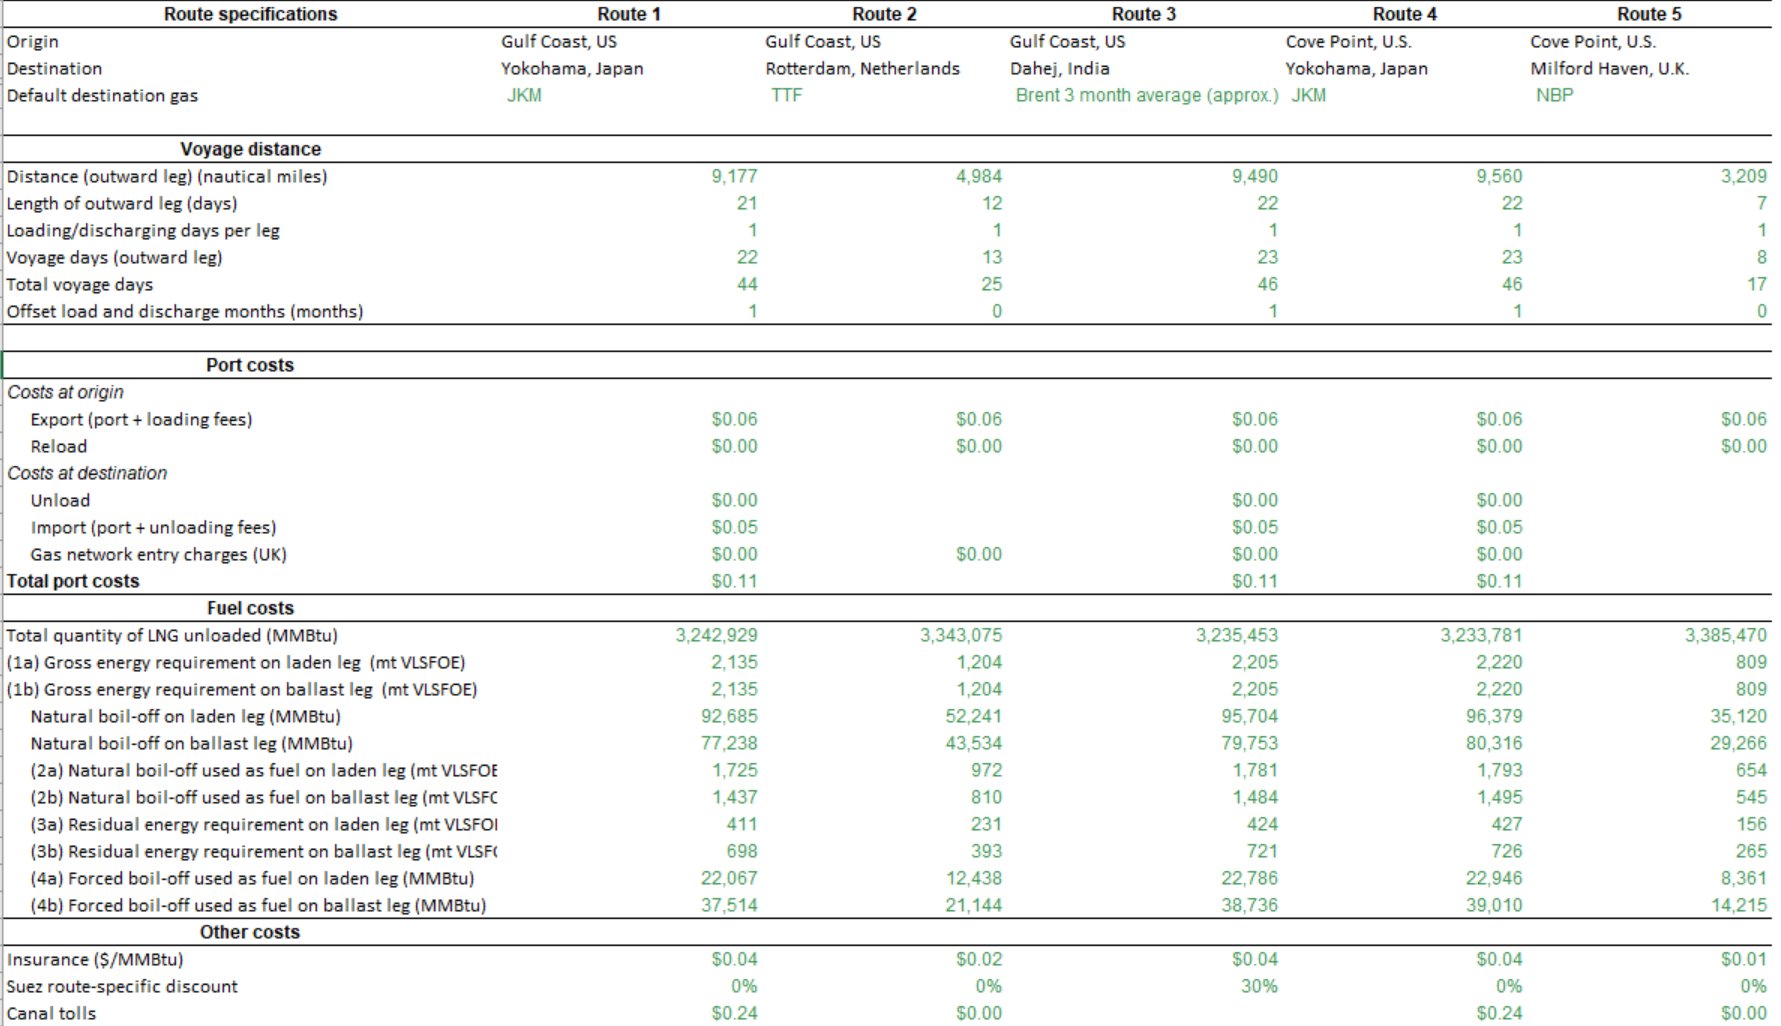 Route specifications Route 1 Route 2 Route 3 Route 4 Route 5
Origin Gulf Coast, US Gulf Coast, US Gulf Coast, US Cove Point, U.S. Cove Point, U.S.
Destination Yokohama, Japan Rotterdam, Netherlands Dahej, India Yokohama, Japan Milford Haven, U.K.
Default destination gas JKM TTF Brent 3 month average (approx.) JKM NBP
Voyage distance
Distance (outward leg) (nautical miles) 9,177 4,984 9,490 9,560 3,209
Length of outward leg (days) 21 12 22 22 7
Loading/discharging days per leg 1 1 1 1 1
Voyage days (outward leg) 22 13 23 23 8
Total voyage days 44 25 46 46 17
Offset load and discharge months (months) 1 0 1 1 0
Port costs
Costs at origin
Export (port + loading fees) $0.06 $0.06 $0.06 $0.06 $0.06
Reload $0.00 $0.00 $0.00 $0.00 $0.00
Costs at destination
Unload $0.00 $0.00 $0.00
Import (port + unloading fees) $0.05 $0.05 $0.05
Gas network entry charges (UK) $0.00 $0.00 $0.00 $0.00
Total port costs $0.11 $0.11 $0.11
Fuel costs
Total quantity of LNG unloaded (MMBtu) 3,242,929 3,343,075 3,235,453 3,233,781 3,385,470
(1a) Gross energy requirement on laden leg (mt VLSFOE) 2,135 1,204 2,205 2,220 809
(1b) Gross energy requirement on ballast leg (mt VLSFOE) 2,135 1,204 2,205 2,220 809
Natural boil-off on laden leg (MMBtu) 92,685 52,241 95,704 96,379 35,120
Natural boil-off on ballast leg (MMBtu) 77,238 43,534 79,753 80,316 29,266
(2a) Natural boil-off used as fuel on laden leg (mt VLSFOE 1,725 972 1,781 1,793 654
(2b) Natural boil-off used as fuel on ballast leg (mt VLSFC 1,437 810 1,484 1,495 545
(3a) Residual energy requirement on laden leg (mt VLSFOI 411 231 424 427 156
(3b) Residual energy requirement on ballast leg (mt VLSF( 698 393 721 726 265
(4a) Forced boil-off used as fuel on laden leg (MMBtu) 22,067 12,438 22,786 22,946 8,361
(4b) Forced boil-off used as fuel on ballast leg (MMBtu) 37,514 21,144 38,736 39,010 14,215
Other costs
Insurance ($/MMBtu) $0.04 $0.02 $0.04 $0.04 $0.01
Suez route-specific discount 0% 0% 30% 0% 0%
Canal tolls $0.24 $0.00 $0.24 $0.00